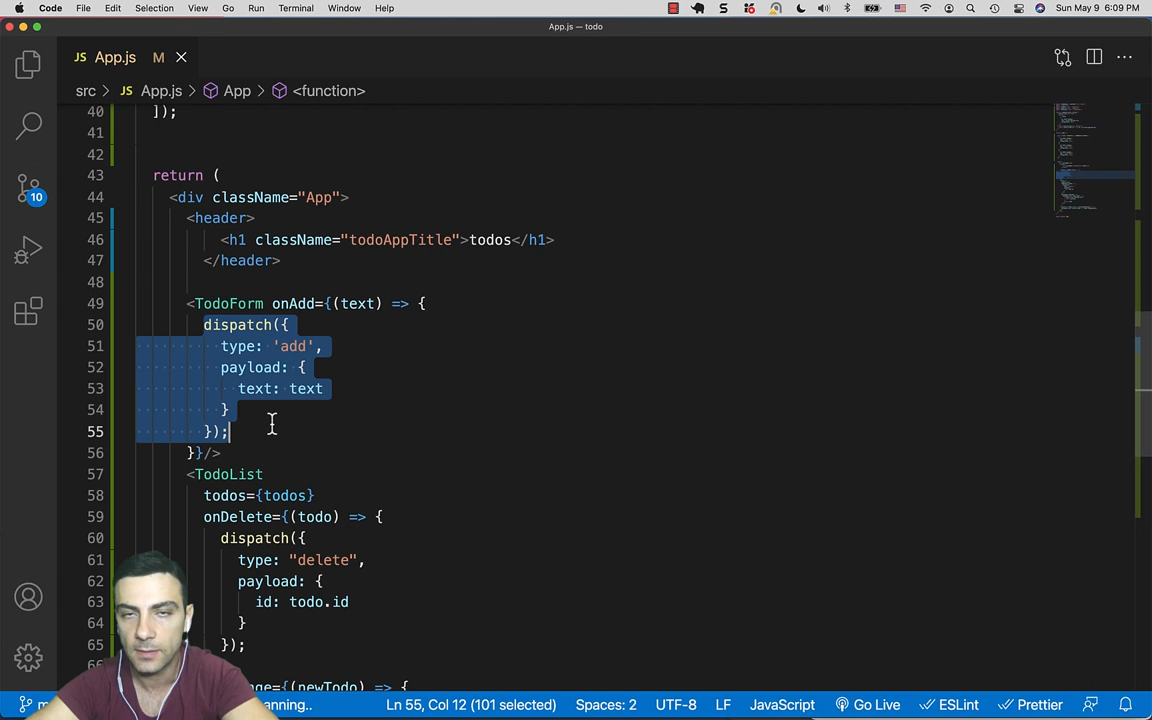 Code File Edit Selection View Go Run Terminal Window Help Sun May 9 6:09 PM
App.js — todo
JS App.js M
src > JS App.js > App > <function>
40 ]);
41
42
43 return (
44 <div className="App">
45 <header>
46 <h1 className="todoAppTitle">todos</h1>
47 </header>
48
49 <TodoForm onAdd={(text) => {
50 dispatch({
51 type: 'add',
52 payload: {
53 text: text
54 }
55 });
56 }}/>
57 <TodoList
58 todos={todos}
59 onDelete={(todo) => {
60 dispatch({
61 type: "delete",
62 payload: {
63 id: todo.id
64 }
65 });
10
(newTodo) => {
Ln 55, Col 12 (101 selected) Spaces: 2 UTF-8 LF JavaScript Go Live ESLint Prettier